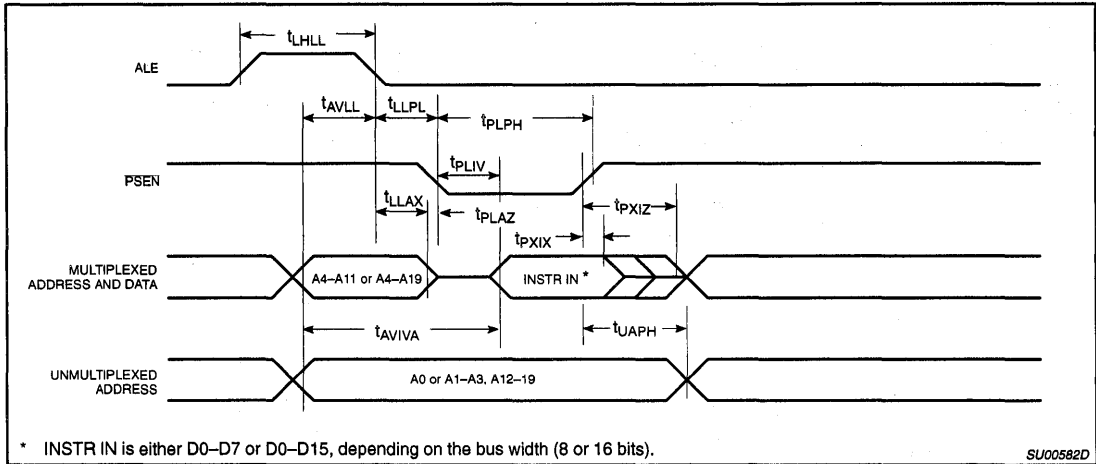 tLHLL
ALE
tAVLL
tLLPL
tPLPH
PSEN
tPLIV
tLLAX
tPLAZ
tPXIZ
tPXIX
MULTIPLEXED
ADDRESS AND DATA
A4–A11 or A4–A19
INSTR IN *
tAVIVA
tUAPH
UNMULTIPLEXED
ADDRESS
A0 or A1–A3, A12–19
* INSTR IN is either D0–D7 or D0–D15, depending on the bus width (8 or 16 bits).
SU00582D